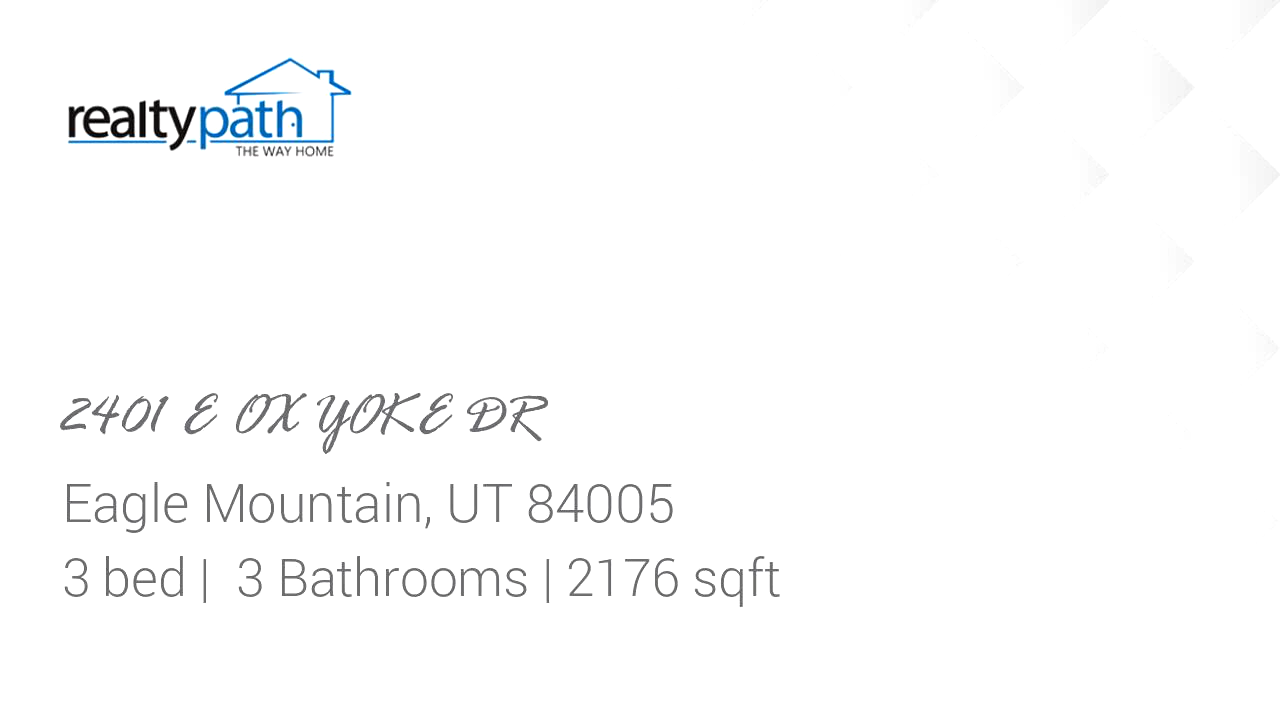 realtypath
THE WAY HOME
2401 E OX YOKE DR
Eagle Mountain, UT 84005
3 bed | 3 Bathrooms | 2176 sqft